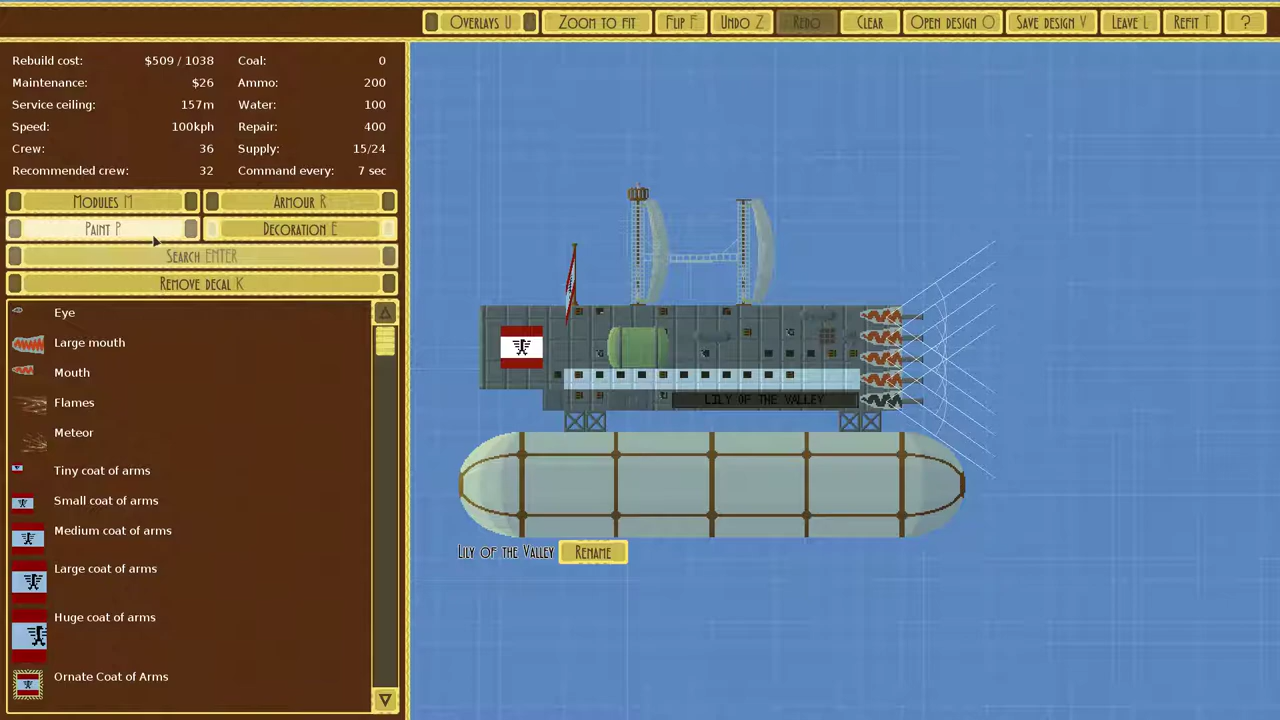 OVERLAYS U
ZOOM TO FIT
FLIP F
UNDO Z
REDO
CLEAR
OPEN DESIGN O
SAVE DESIGN V
LEAVE L
REFIT T
?
Rebuild cost: $509 / 1038 Coal: 0
Maintenance: $26 Ammo: 200
Service ceiling: 157m Water: 100
Speed: 100kph Repair: 400
Crew: 36 Supply: 15/24
Recommended crew: 32 Command every: 7 sec
MODULES M
ARMOUR R
PAINT P
DECORATION E
SEARCH ENTER
REMOVE DECAL K
Eye
Large mouth
Mouth
Flames
Meteor
Tiny coat of arms
Small coat of arms
Medium coat of arms
Large coat of arms
Huge coat of arms
Ornate Coat of Arms
LILY OF THE VALLEY
LILY OF THE VALLEY
RENAME